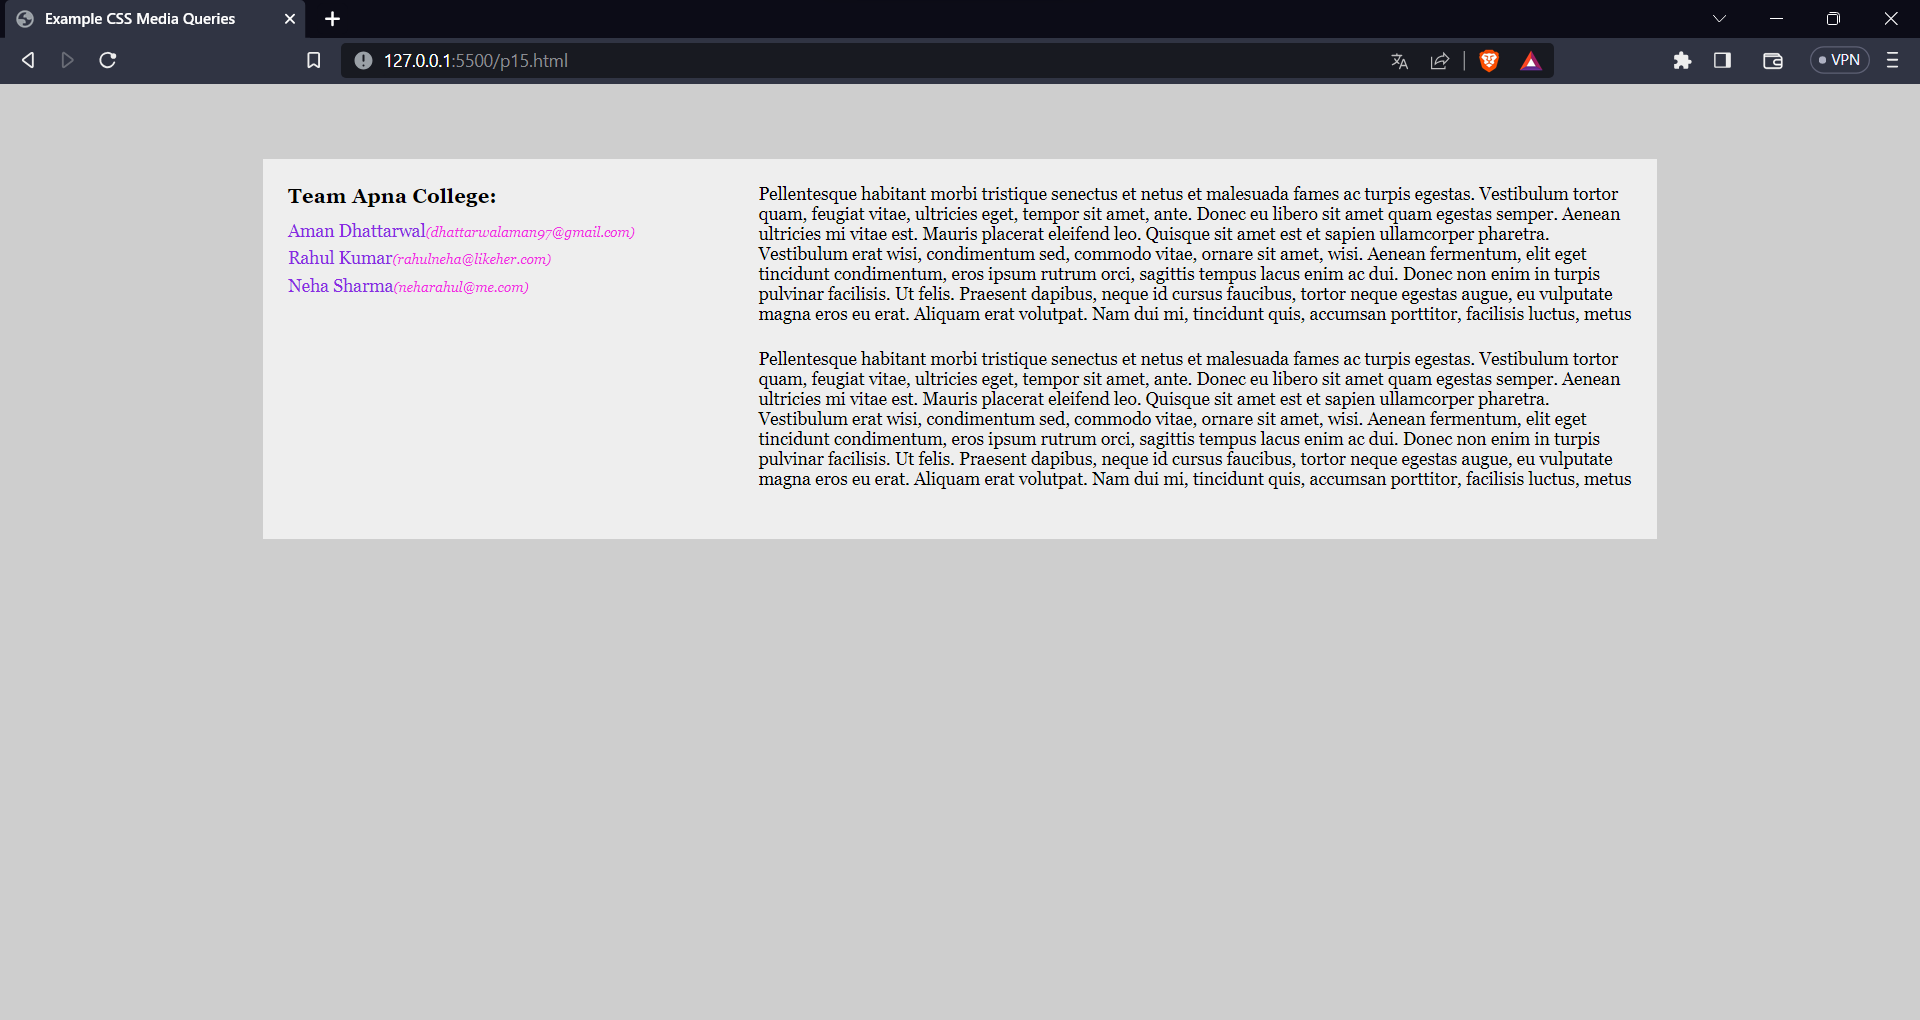 Example CSS Media Queries
127.0.0.1:5500/p15.html
VPN
Team Apna College:
Aman Dhattarwal(dhattarwalaman97@gmail.com)
Rahul Kumar(rahulneha@likeher.com)
Neha Sharma(neharahul@me.com)
Pellentesque habitant morbi tristique senectus et netus et malesuada fames ac turpis egestas. Vestibulum tortor
quam, feugiat vitae, ultricies eget, tempor sit amet, ante. Donec eu libero sit amet quam egestas semper. Aenean
ultricies mi vitae est. Mauris placerat eleifend leo. Quisque sit amet est et sapien ullamcorper pharetra.
Vestibulum erat wisi, condimentum sed, commodo vitae, ornare sit amet, wisi. Aenean fermentum, elit eget
tincidunt condimentum, eros ipsum rutrum orci, sagittis tempus lacus enim ac dui. Donec non enim in turpis
pulvinar facilisis. Ut felis. Praesent dapibus, neque id cursus faucibus, tortor neque egestas augue, eu vulputate
magna eros eu erat. Aliquam erat volutpat. Nam dui mi, tincidunt quis, accumsan porttitor, facilisis luctus, metus
Pellentesque habitant morbi tristique senectus et netus et malesuada fames ac turpis egestas. Vestibulum tortor
quam, feugiat vitae, ultricies eget, tempor sit amet, ante. Donec eu libero sit amet quam egestas semper. Aenean
ultricies mi vitae est. Mauris placerat eleifend leo. Quisque sit amet est et sapien ullamcorper pharetra.
Vestibulum erat wisi, condimentum sed, commodo vitae, ornare sit amet, wisi. Aenean fermentum, elit eget
tincidunt condimentum, eros ipsum rutrum orci, sagittis tempus lacus enim ac dui. Donec non enim in turpis
pulvinar facilisis. Ut felis. Praesent dapibus, neque id cursus faucibus, tortor neque egestas augue, eu vulputate
magna eros eu erat. Aliquam erat volutpat. Nam dui mi, tincidunt quis, accumsan porttitor, facilisis luctus, metus